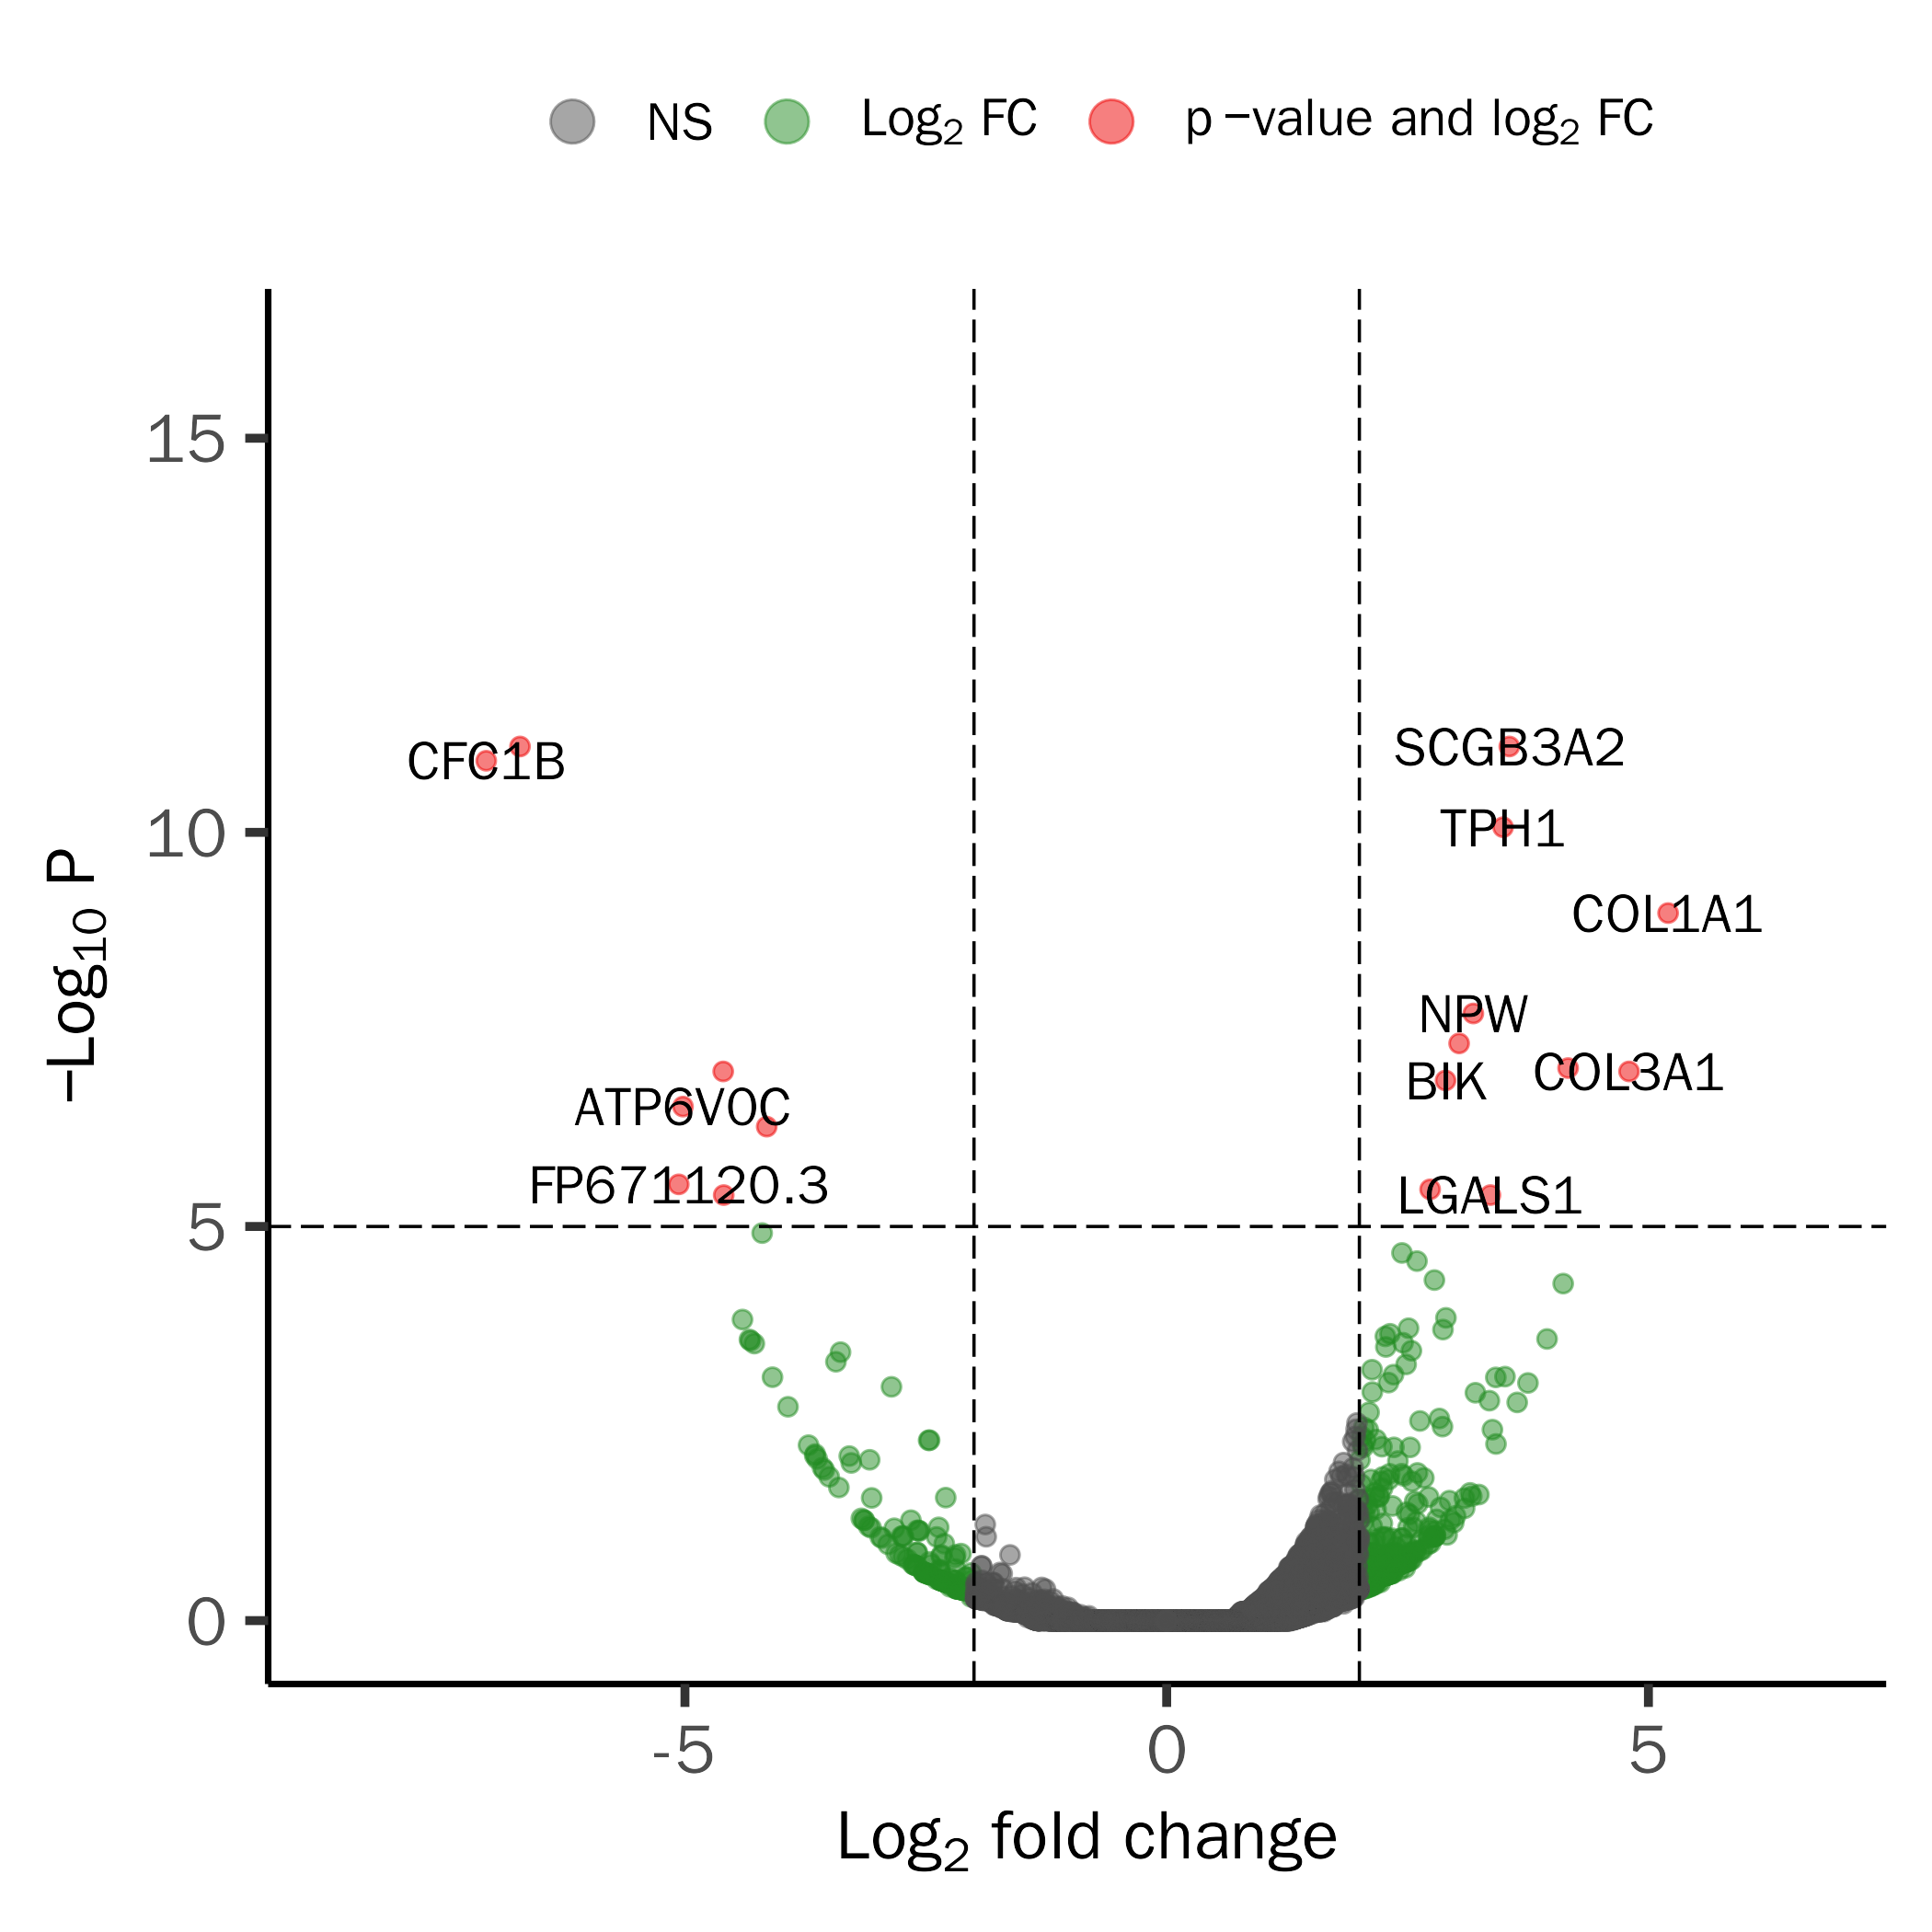 NS Log2 FC p −value and log2 FC
15
10
5
0
−Log10 P
CFC1B
SCGB3A2
TPH1
COL1A1
NPW
BIK
COL3A1
ATP6V0C
FP671120.3
LGALS1
-5 0 5
Log2 fold change